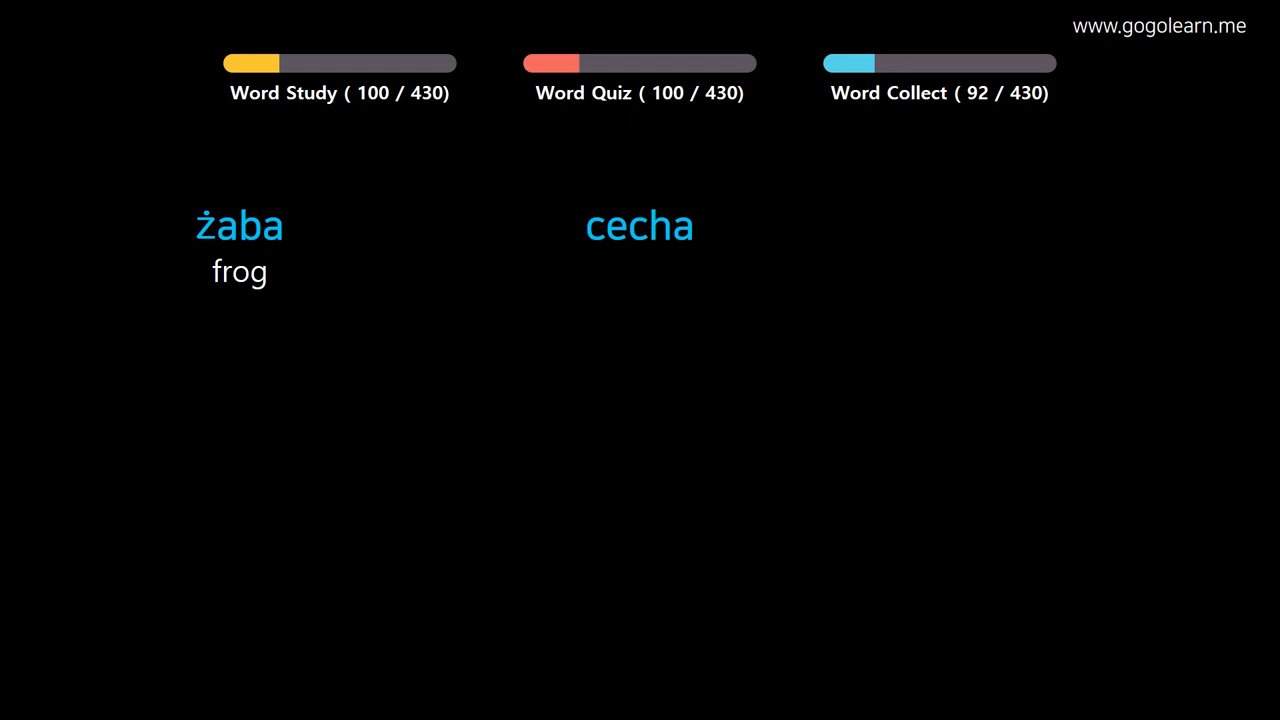 www.gogolearn.me
Word Study ( 100 / 430)
Word Quiz ( 100 / 430)
Word Collect ( 92 / 430)
żaba
cecha
frog